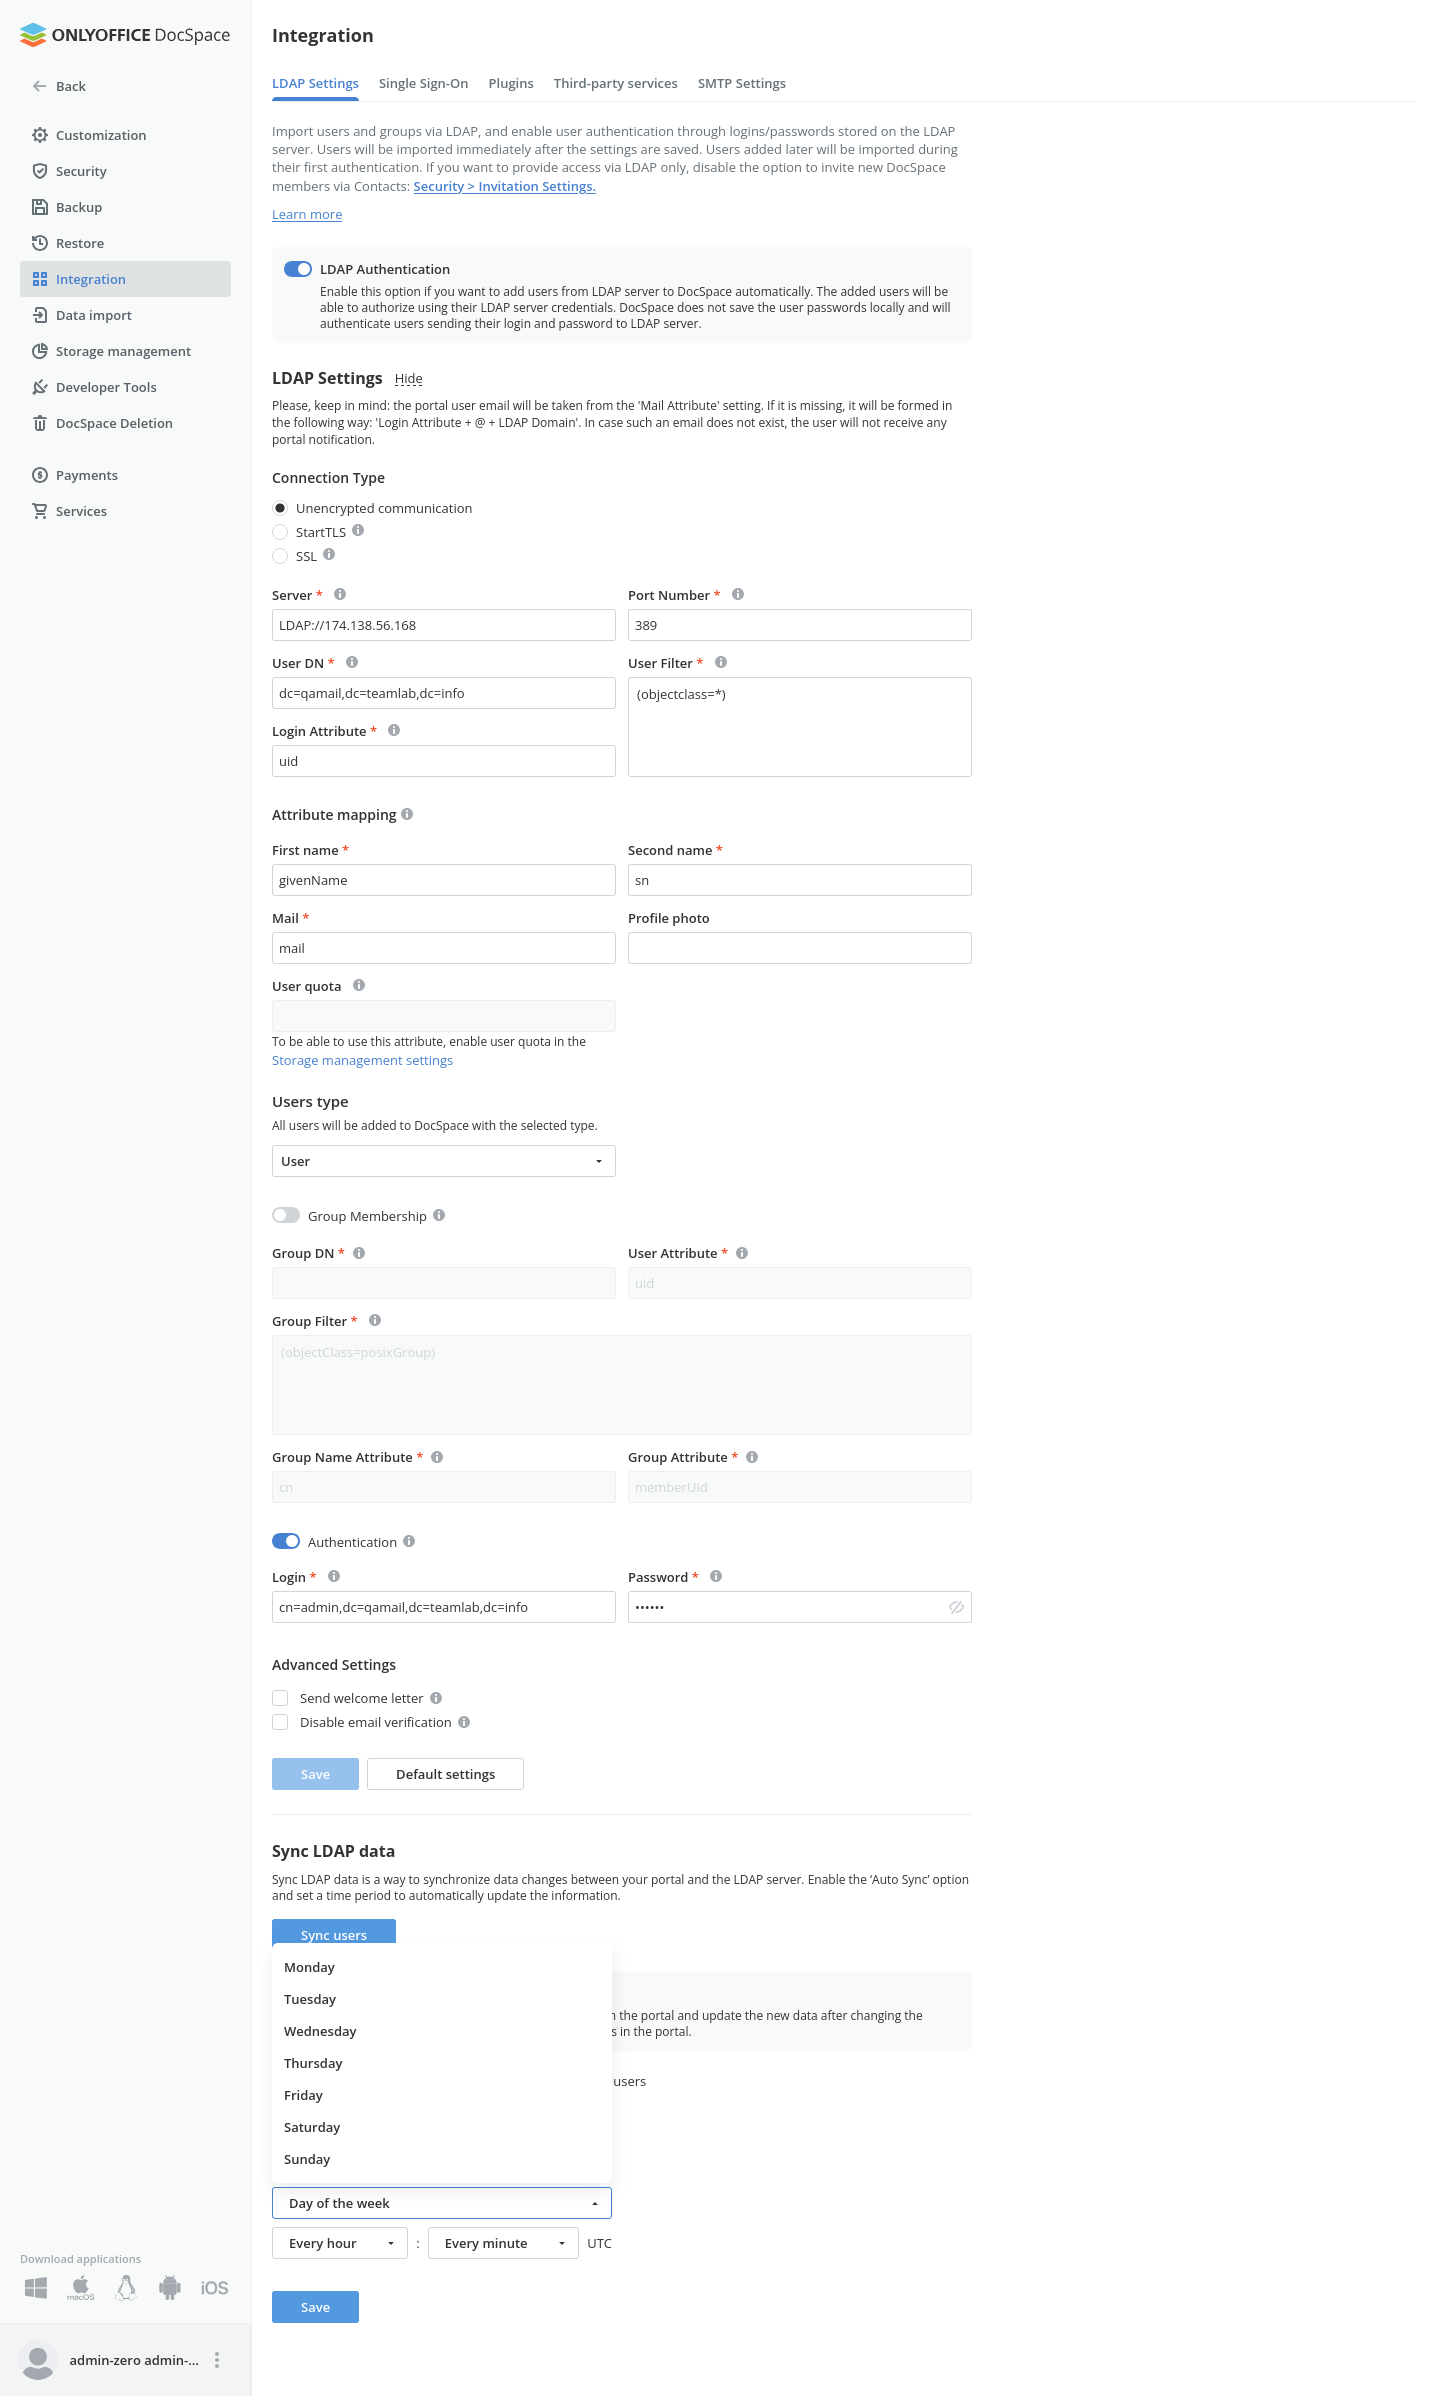 ONLYOFFICE DocSpace
Back
Customization
Security
Backup
Restore
Integration
Data import
Storage management
Developer Tools
DocSpace Deletion
Payments
Services
Download applications
macOS
iOS
admin-zero admin-...
Integration
LDAP Settings Single Sign-On Plugins Third-party services SMTP Settings
Import users and groups via LDAP, and enable user authentication through logins/passwords stored on the LDAP
server. Users will be imported immediately after the settings are saved. Users added later will be imported during
their first authentication. If you want to provide access via LDAP only, disable the option to invite new DocSpace
members via Contacts: Security > Invitation Settings.
Learn more
LDAP Authentication
Enable this option if you want to add users from LDAP server to DocSpace automatically. The added users will be
able to authorize using their LDAP server credentials. DocSpace does not save the user passwords locally and will
authenticate users sending their login and password to LDAP server.
LDAP Settings Hide
Please, keep in mind: the portal user email will be taken from the 'Mail Attribute' setting. If it is missing, it will be formed in
the following way: 'Login Attribute + @ + LDAP Domain'. In case such an email does not exist, the user will not receive any
portal notification.
Connection Type
Unencrypted communication
StartTLS
SSL
Server * Port Number *
LDAP://174.138.56.168 389
User DN * User Filter *
dc=qamail,dc=teamlab,dc=info (objectclass=*)
Login Attribute *
uid
Attribute mapping
First name * Second name *
givenName sn
Mail * Profile photo
mail
User quota
To be able to use this attribute, enable user quota in the
Storage management settings
Users type
All users will be added to DocSpace with the selected type.
User
Group Membership
Group DN * User Attribute *
uid
Group Filter *
(objectClass=posixGroup)
Group Name Attribute * Group Attribute *
cn memberUid
Authentication
Login * Password *
cn=admin,dc=qamail,dc=teamlab,dc=info ••••••
Advanced Settings
Send welcome letter
Disable email verification
Save Default settings
Sync LDAP data
Sync LDAP data is a way to synchronize data changes between your portal and the LDAP server. Enable the ‘Auto Sync’ option
and set a time period to automatically update the information.
Sync users
Monday
Tuesday
the portal and update the new data after changing the
Wednesday
in the portal.
Thursday
users
Friday
Saturday
Sunday
Day of the week
Every hour : Every minute UTC
Save